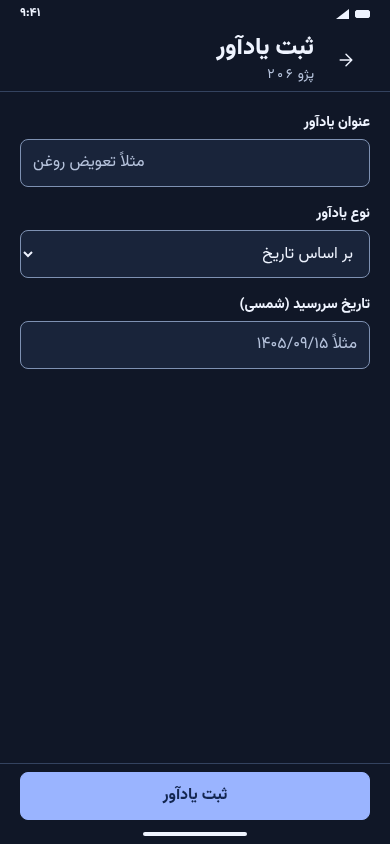 ۹:۴۱
ثبت یادآور
پژو ۲۰۶
عنوان یادآور
مثلاً تعویض روغن
نوع یادآور
بر اساس تاریخ
تاریخ سررسید (شمسی)
مثلاً ۱۴۰۵/۰۹/۱۵
ثبت یادآور